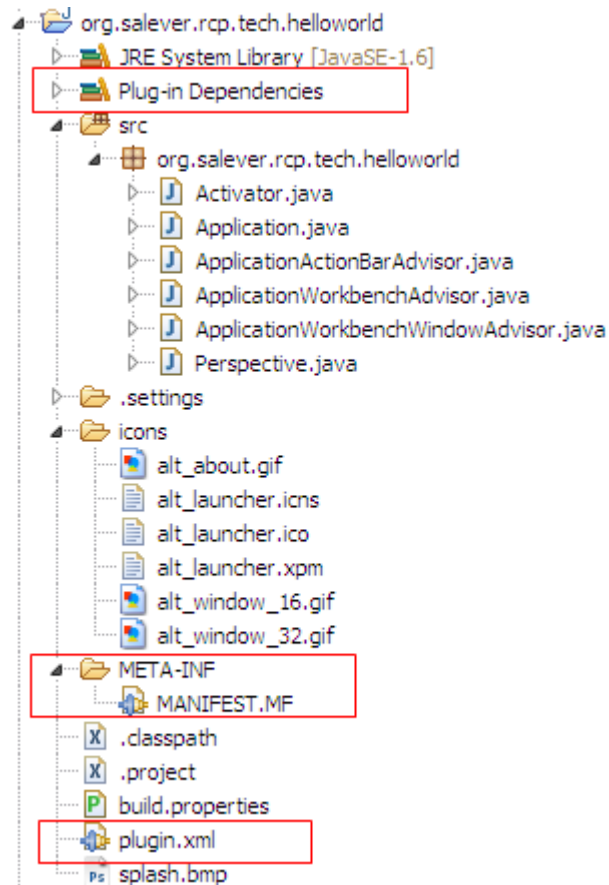 org.salever.rcp.tech.helloworld
JRE System Library [JavaSE-1.6]
Plug-in Dependencies
src
org.salever.rcp.tech.helloworld
Activator.java
Application.java
ApplicationActionBarAdvisor.java
ApplicationWorkbenchAdvisor.java
ApplicationWorkbenchWindowAdvisor.java
Perspective.java
.settings
icons
alt_about.gif
alt_launcher.icns
alt_launcher.ico
alt_launcher.xpm
alt_window_16.gif
alt_window_32.gif
META-INF
MANIFEST.MF
.classpath
.project
build.properties
plugin.xml
splash.bmp